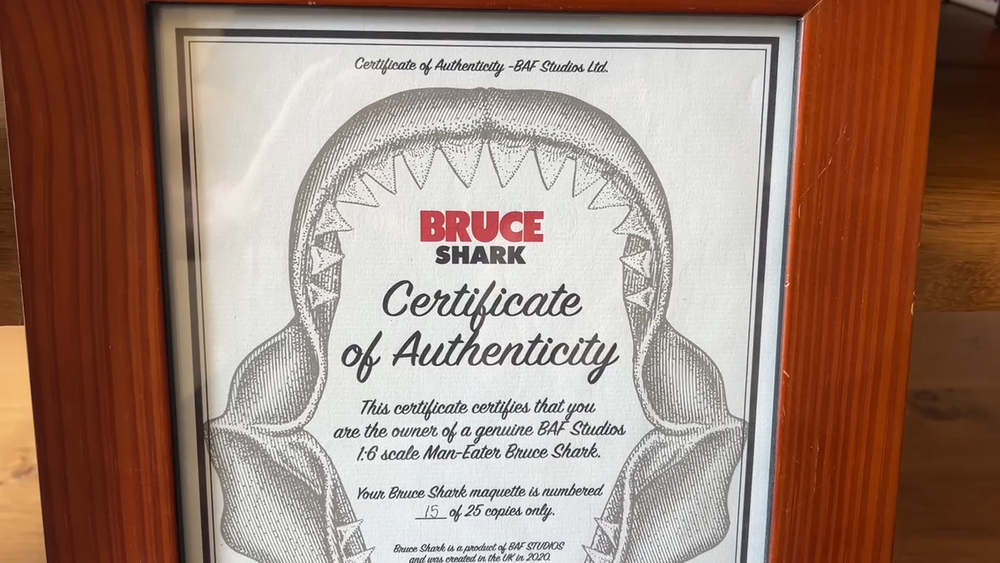 Certificate of Authenticity -BAF Studios Ltd.
BRUCE
SHARK
Certificate
of Authenticity
This certificate certifies that you
are the owner of a genuine BAF Studios
1:6 scale Man-Eater Bruce Shark.
Your Bruce Shark maquette is numbered
15 of 25 copies only.
Bruce Shark is a product of BAF STUDIOS
and was created in the UK in 2020.